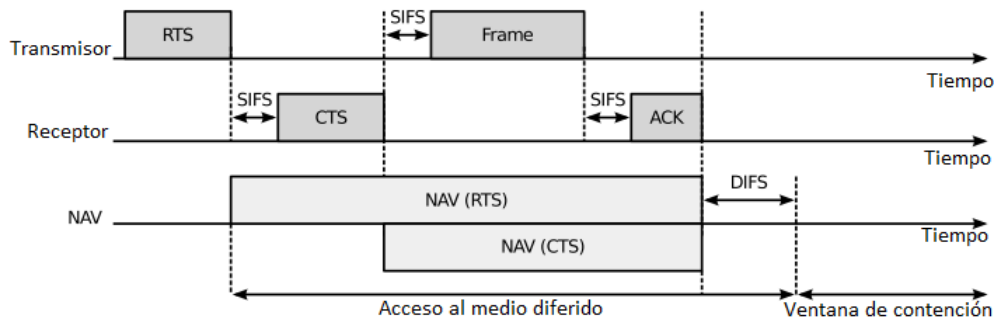 RTS
SIFS
Frame
Transmisor
Tiempo
SIFS
CTS
SIFS
ACK
Receptor
Tiempo
NAV (RTS)
DIFS
NAV
NAV (CTS)
Tiempo
Acceso al medio diferido
Ventana de contención